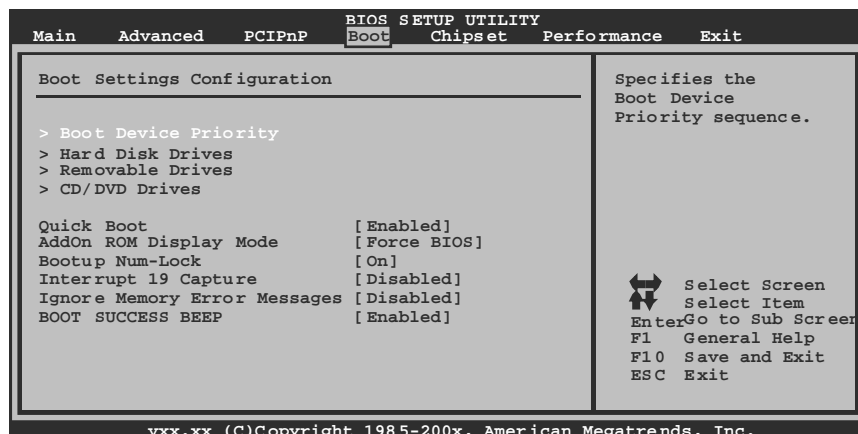 BIOS SETUP UTILITY
Main Advanced PCIPnP Boot Chipset Performance Exit
Boot Settings Configuration
> Boot Device Priority
> Hard Disk Drives
> Removable Drives
> CD/DVD Drives
Quick Boot [Enabled]
AddOn ROM Display Mode [Force BIOS]
Bootup Num-Lock [On]
Interrupt 19 Capture [Disabled]
Ignore Memory Error Messages [Disabled]
BOOT SUCCESS BEEP [Enabled]
Specifies the
Boot Device
Priority sequence.
Select Screen
Select Item
Enter Go to Sub Screen
F1 General Help
F10 Save and Exit
ESC Exit
vxx.xx (C)Copyright 1985-200x, American Megatrends, Inc.